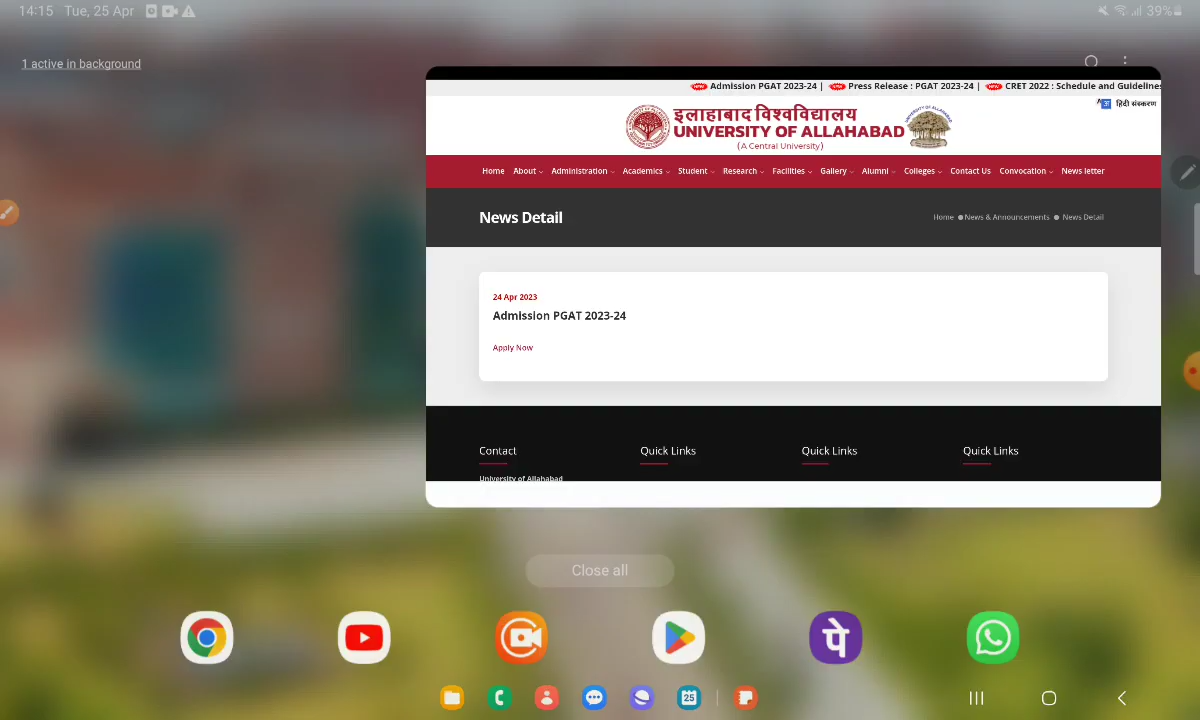 14:15 Tue, 25 Apr
39%
1 active in background
Admission PGAT 2023-24 | Press Release : PGAT 2023-24 | CRET 2022 : Schedule and Guidelines
हिंदी संस्करण
इलाहाबाद विश्वविद्यालय
UNIVERSITY OF ALLAHABAD
(A Central University)
UNIVERSITY OF ALLAHABAD
Home About Administration Academics Student Research Facilities Gallery Alumni Colleges Contact Us Convocation News letter
News Detail
Home News & Announcements News Detail
24 Apr 2023
Admission PGAT 2023-24
Apply Now
Contact Quick Links Quick Links Quick Links
University of Allahabad
Close all
पे
25